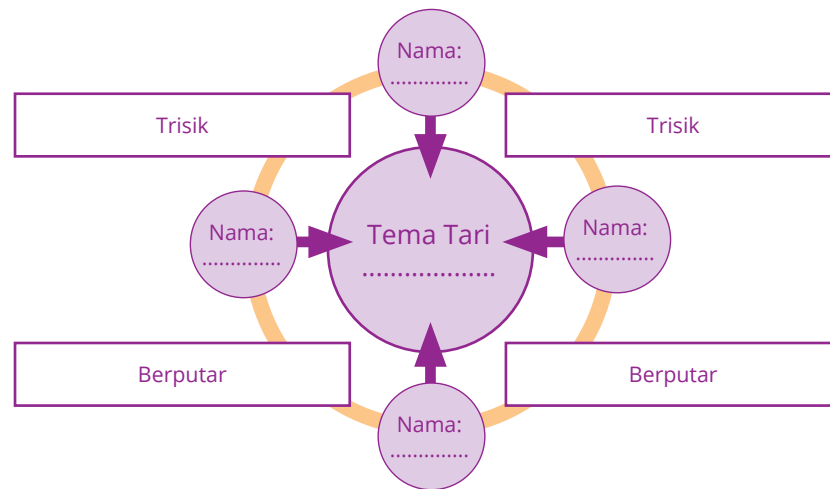 Nama:
..............
Trisik
Trisik
Nama:
..............
Tema Tari
...................
Nama:
..............
Berputar
Berputar
Nama:
..............